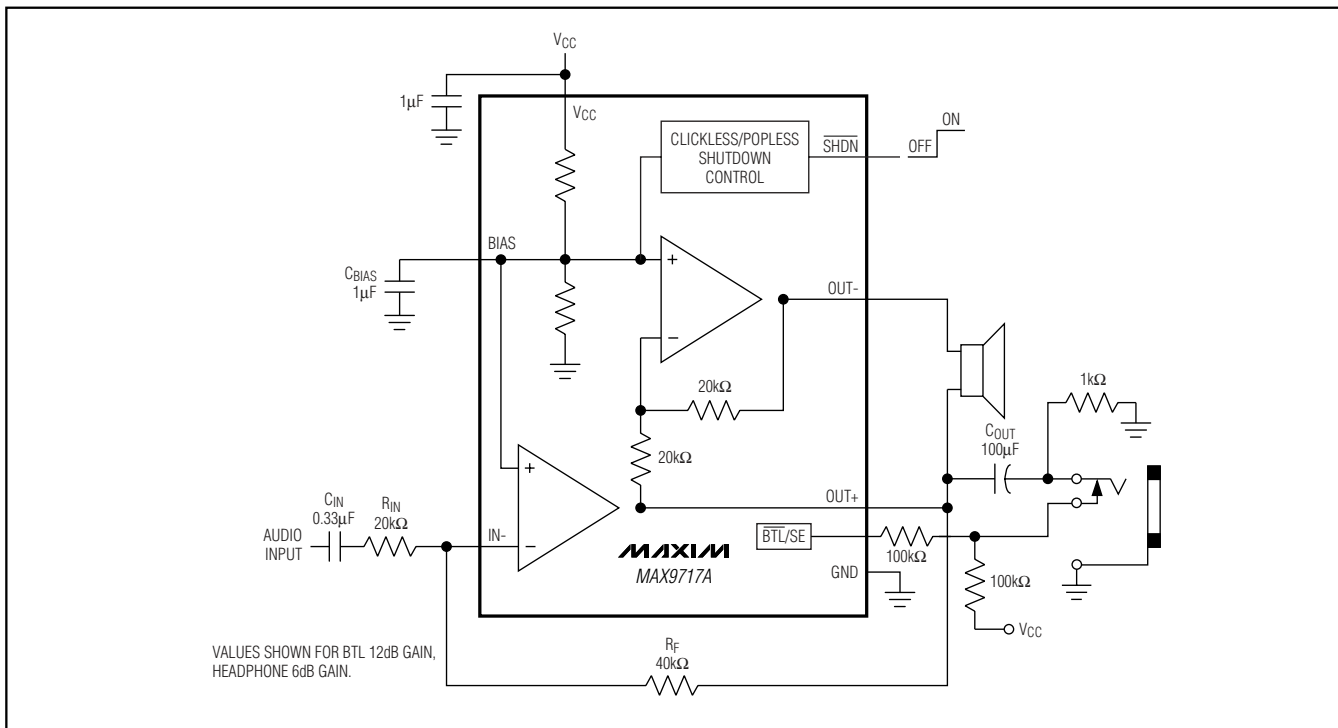 VCC
1µF
VCC
CLICKLESS/POPLESS
SHUTDOWN
CONTROL
SHDN
ON
OFF
BIAS
CBIAS
1µF
+
−
OUT-
20kΩ
1kΩ
20kΩ
COUT
100µF
+
−
OUT+
CIN
0.33µF
RIN
20kΩ
AUDIO
INPUT
IN-
BTL/SE
100kΩ
MAXIM
MAX9717A
GND
100kΩ
VCC
VALUES SHOWN FOR BTL 12dB GAIN,
HEADPHONE 6dB GAIN.
RF
40kΩ